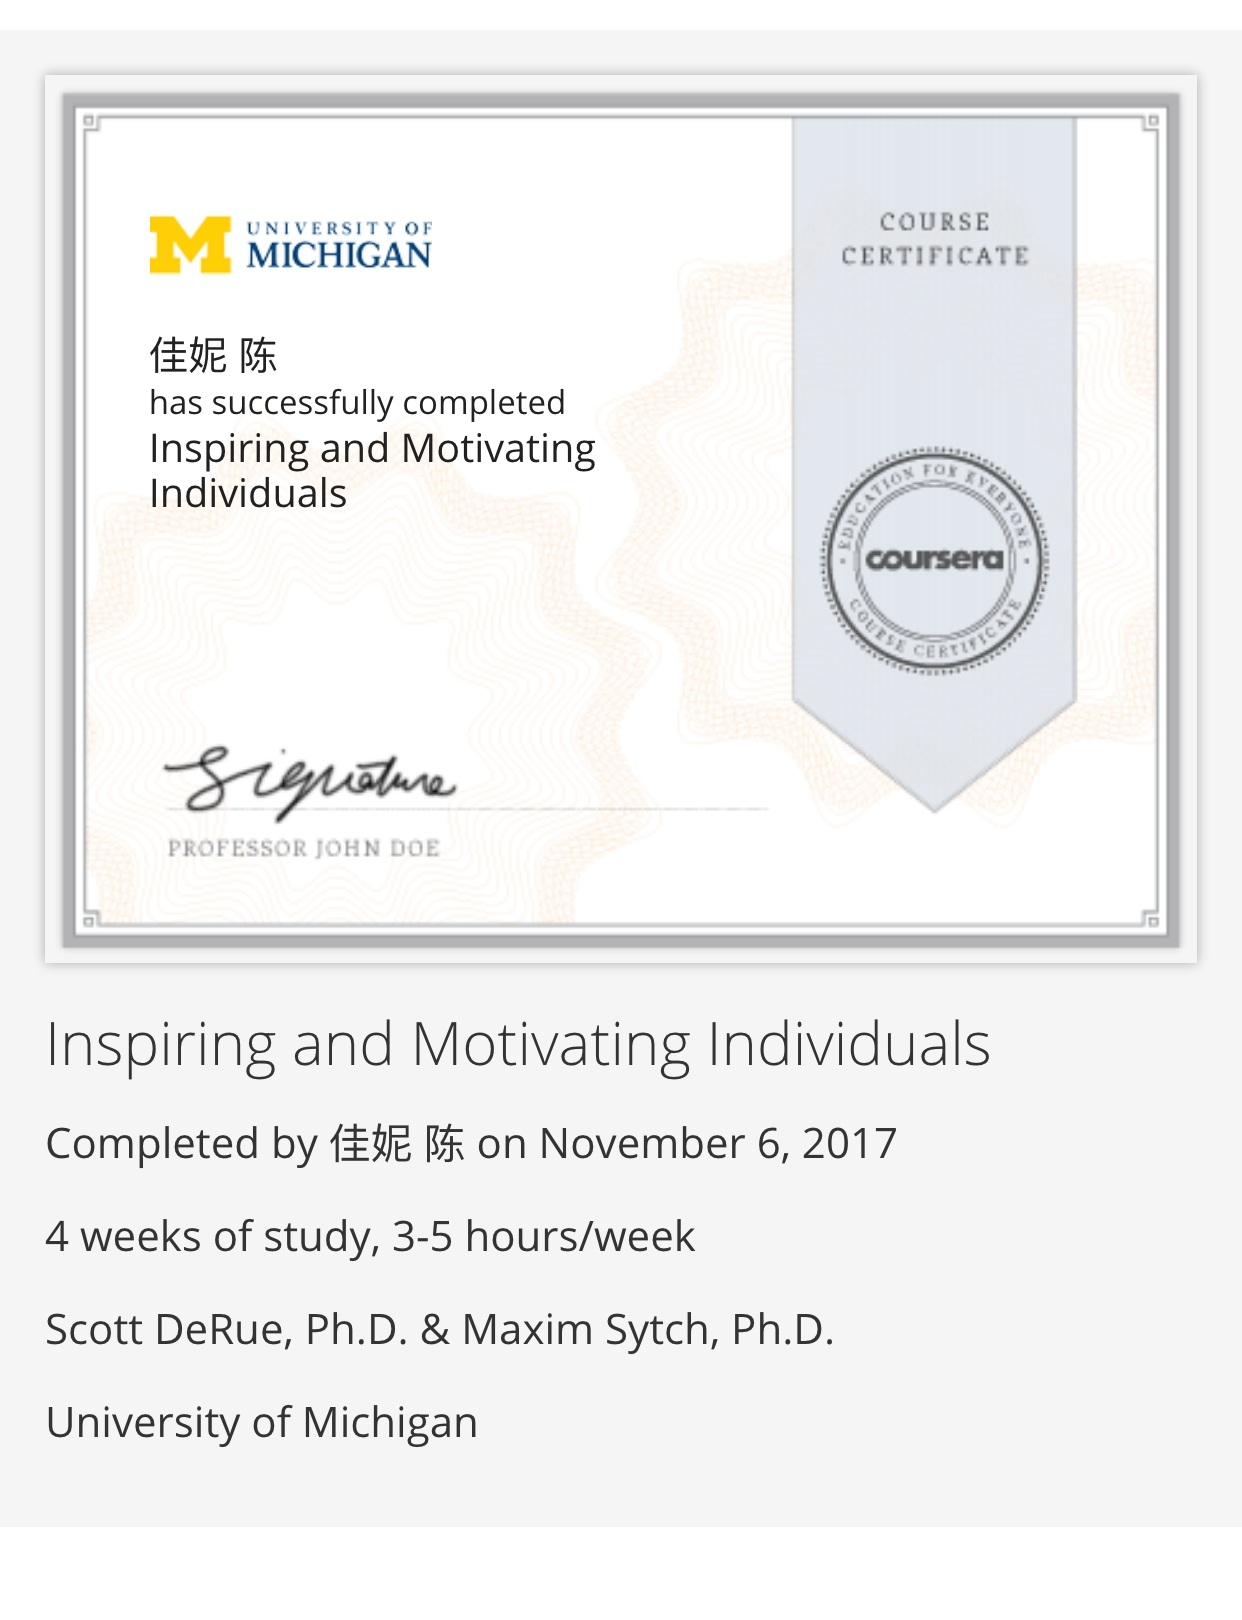 UNIVERSITY OF
MICHIGAN
COURSE
CERTIFICATE
佳妮 陈
has successfully completed
Inspiring and Motivating
Individuals
EDUCATION FOR EVERYONE
coursera
COURSE CERTIFICATE
Signature
PROFESSOR JOHN DOE
Inspiring and Motivating Individuals
Completed by 佳妮 陈 on November 6, 2017
4 weeks of study, 3-5 hours/week
Scott DeRue, Ph.D. & Maxim Sytch, Ph.D.
University of Michigan